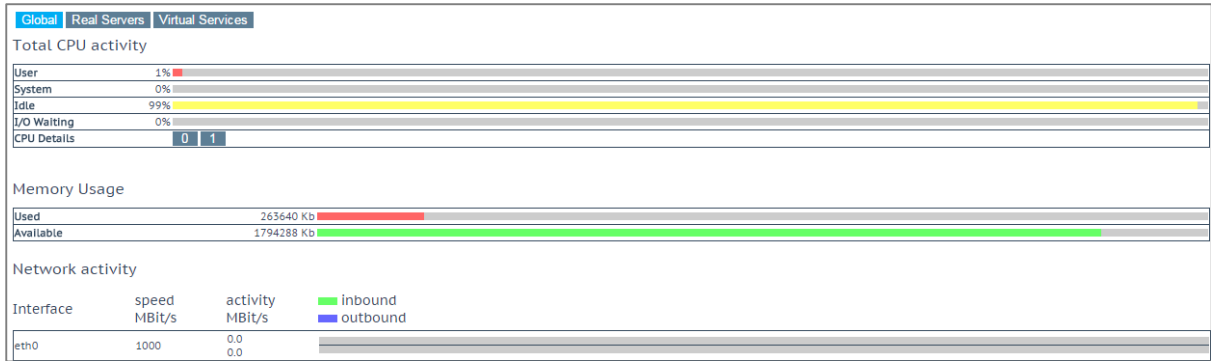 Global Real Servers Virtual Services
Total CPU activity
User 1%
System 0%
Idle 99%
I/O Waiting 0%
CPU Details 0 1
Memory Usage
Used 263640 Kb
Available 1794288 Kb
Network activity
Interface speed MBit/s activity MBit/s inbound outbound
eth0 1000 0.0 0.0